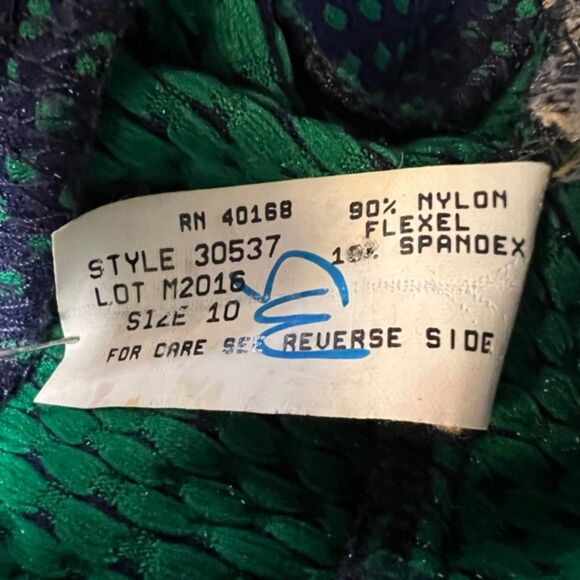 RN 40168
90% NYLON
FLEXEL
10% SPANDEX
STYLE 30537
LOT M2016
SIZE 10
FOR CARE SEE REVERSE SIDE